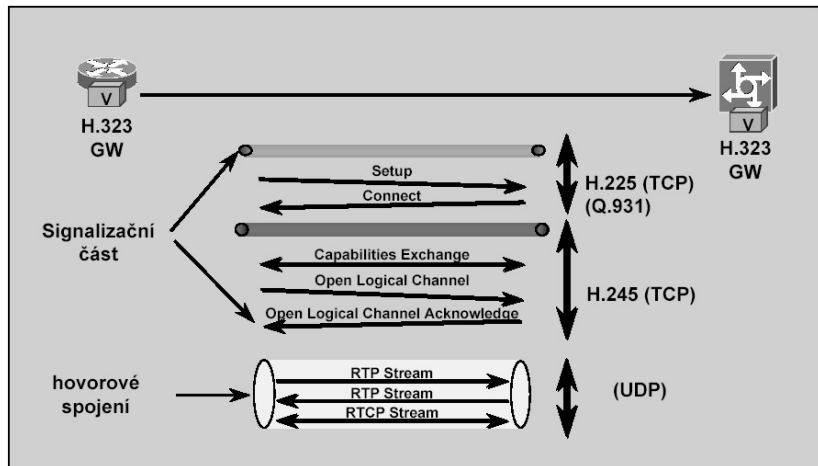 V
H.323
GW
V
H.323
GW
Setup
Connect
H.225 (TCP)
(Q.931)
Signalizační
část
Capabilities Exchange
Open Logical Channel
Open Logical Channel Acknowledge
H.245 (TCP)
hovorové
spojení
RTP Stream
RTP Stream
RTCP Stream
(UDP)